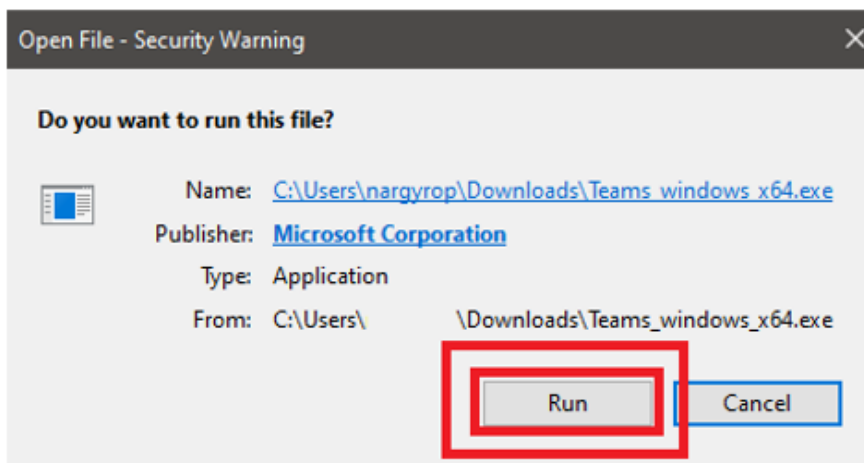 Open File - Security Warning
Do you want to run this file?
Name: C:\Users\nargyrop\Downloads\Teams_windows_x64.exe
Publisher: Microsoft Corporation
Type: Application
From: C:\Users\ \Downloads\Teams_windows_x64.exe
Run Cancel